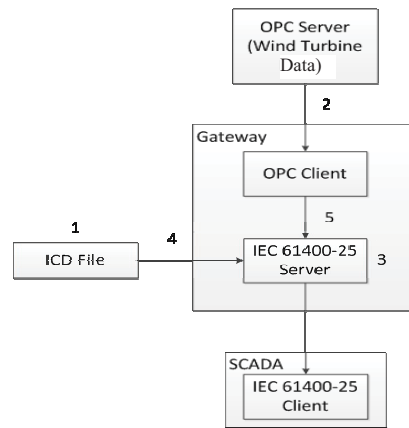 OPC Server
(Wind Turbine
Data)
2
Gateway
OPC Client
1
4
5
ICD File
IEC 61400-25
Server
3
SCADA
IEC 61400-25
Client